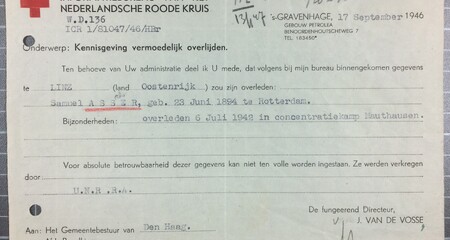 NEDERLANDSCHE ROODE KRUIS
W.D.136
ICR 1/81047/46/HEr
13/1 '47
's-GRAVENHAGE, 17 September 1946
GEBOUW PETROLEA
BENOORDENHOUTSCHEWEG 7
TEL. 183450*
Onderwerp: Kennisgeving vermoedelijk overlijden.
Ten behoeve van Uw administratie deel ik U mede, dat volgens bij mijn bureau binnengekomen gegevens
te LINZ (land Oostenrijk) zou zijn overleden:
Samuel ASSER, geb. 23 Juni 1894 te Rotterdam.
Bijzonderheden: overleden 6 Juli 1942 in concentratiekamp Mauthausen.
Voor absolute betrouwbaarheid dezer gegevens kan niet ten volle worden ingestaan. Ze werden verkregen
door
U.N.R.R.A.
De fungeerend Directeur,
J. VAN DE VOSSE
Aan: Het Gemeentebestuur van Den Haag.